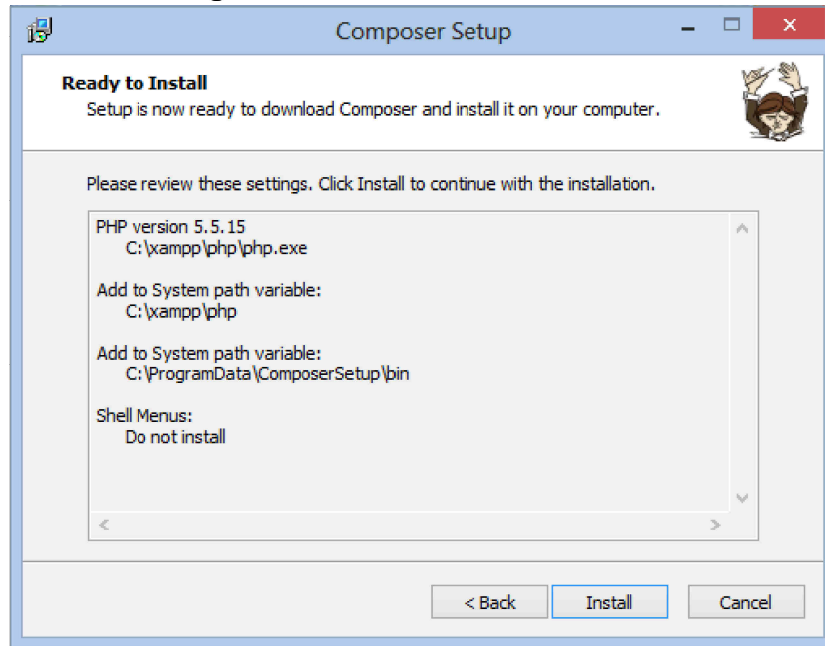 Composer Setup
Ready to Install
Setup is now ready to download Composer and install it on your computer.
Please review these settings. Click Install to continue with the installation.
PHP version 5.5.15
C:\xampp\php\php.exe
Add to System path variable:
C:\xampp\php
Add to System path variable:
C:\ProgramData\ComposerSetup\bin
Shell Menus:
Do not install
< Back Install Cancel